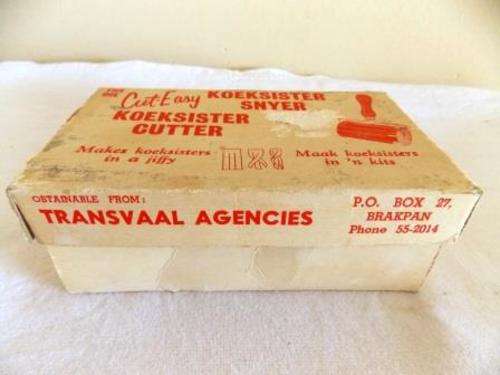 Cut-Easy KOEKSISTER
SNYER
KOEKSISTER
CUTTER
Makes koeksisters
in a jiffy
Maak koeksisters
in 'n kits
OBTAINABLE FROM:
TRANSVAAL AGENCIES
P.O. BOX 27,
BRAKPAN
Phone 55-2014